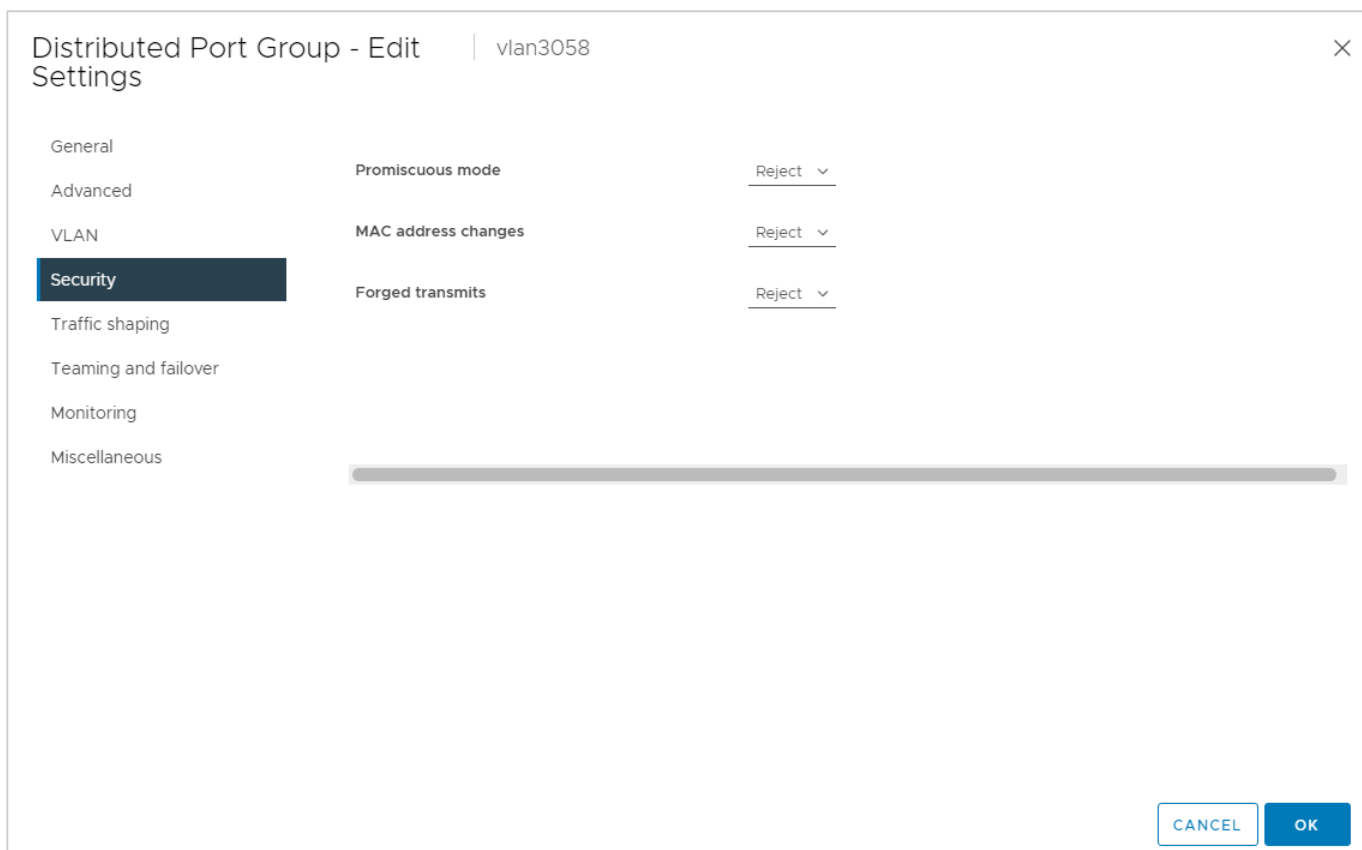 Distributed Port Group - Edit
Settings
vlan3058
General
Advanced
VLAN
Security
Traffic shaping
Teaming and failover
Monitoring
Miscellaneous
Promiscuous mode Reject
MAC address changes Reject
Forged transmits Reject
CANCEL OK